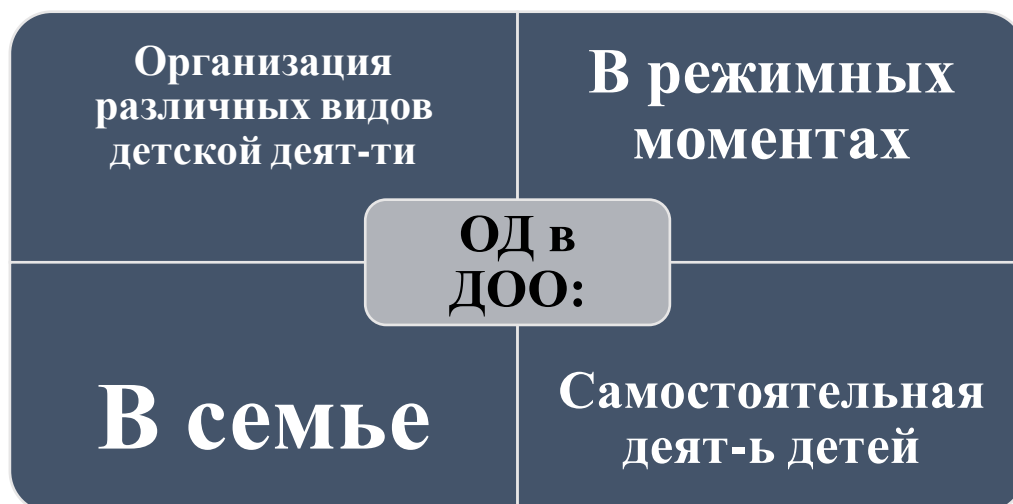 Организация
различных видов
детской деят-ти
В режимных
моментах
ОД в
ДОО:
В семье
Самостоятельная
деят-ь детей